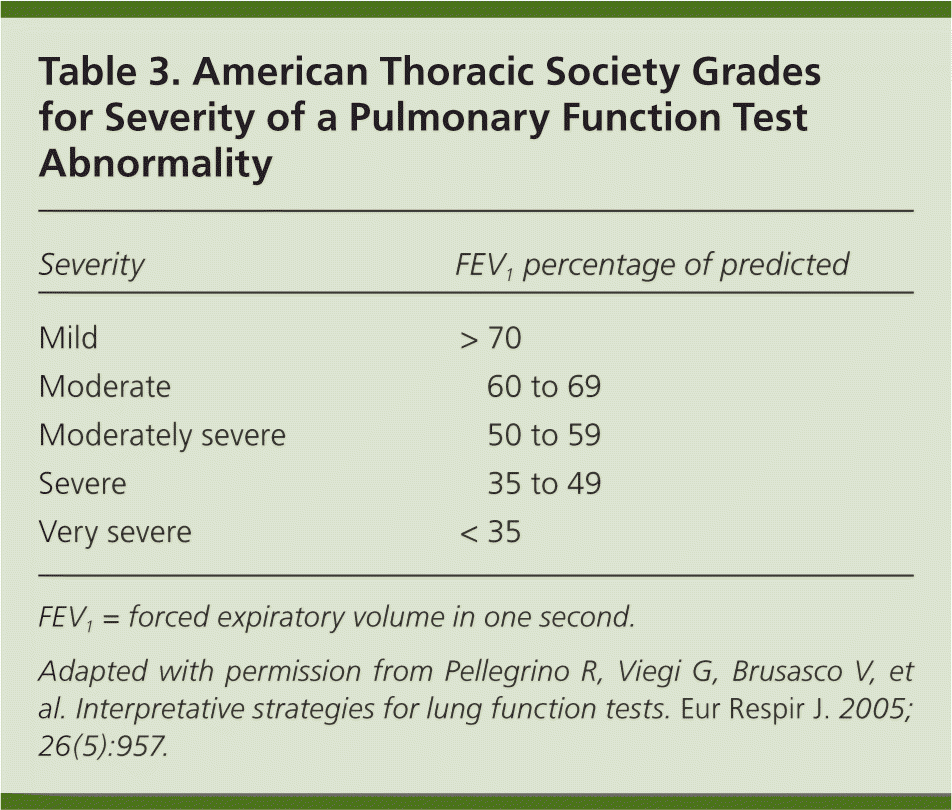 Table 3. American Thoracic Society Grades
for Severity of a Pulmonary Function Test
Abnormality
Severity FEV₁ percentage of predicted
Mild > 70
Moderate 60 to 69
Moderately severe 50 to 59
Severe 35 to 49
Very severe < 35
FEV₁ = forced expiratory volume in one second.
Adapted with permission from Pellegrino R, Viegi G, Brusasco V, et
al. Interpretative strategies for lung function tests. Eur Respir J. 2005;
26(5):957.